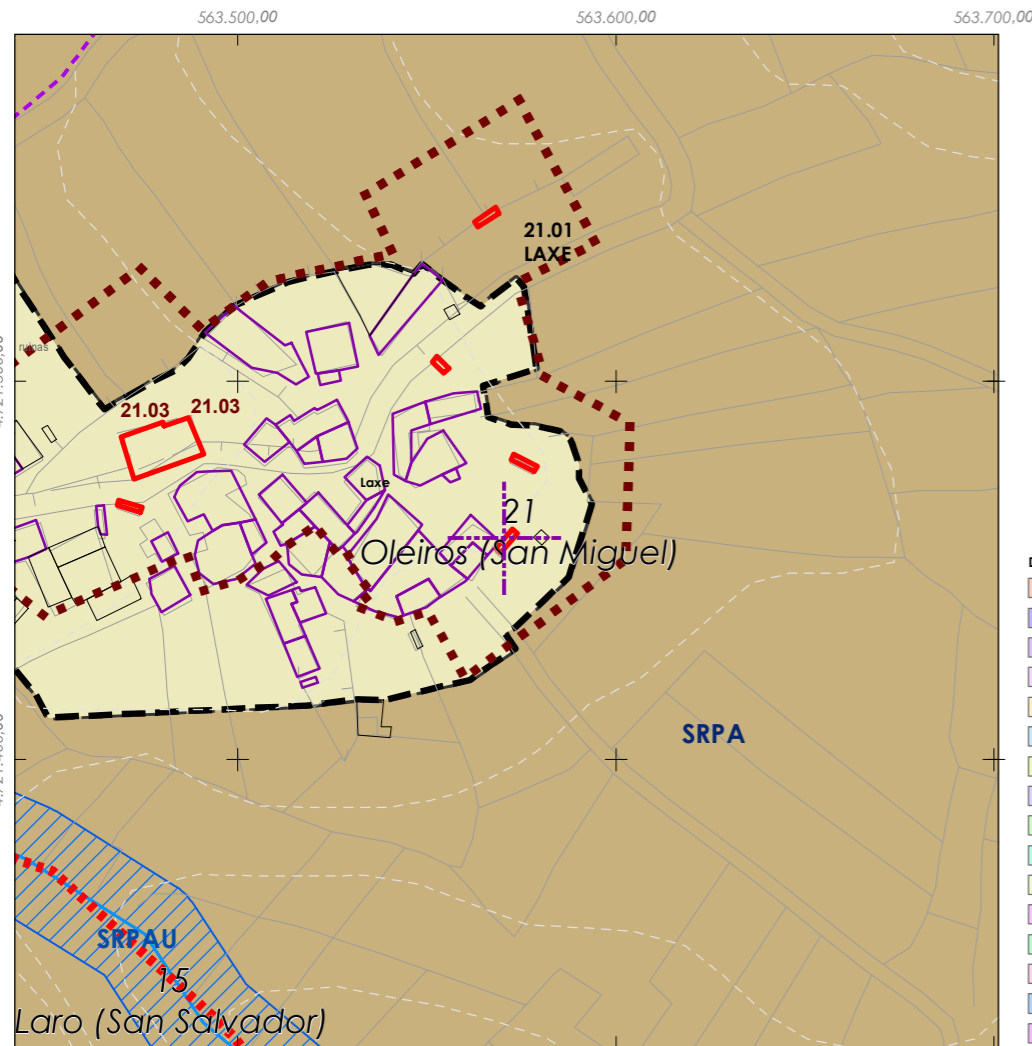 563.500,00
563.600,00
563.700,00
21.01
LAXE
21.03
21.03
Laxe
21
Oleiros (San Miguel)
SRPA
SRPAU
15
Laro (San Salvador)